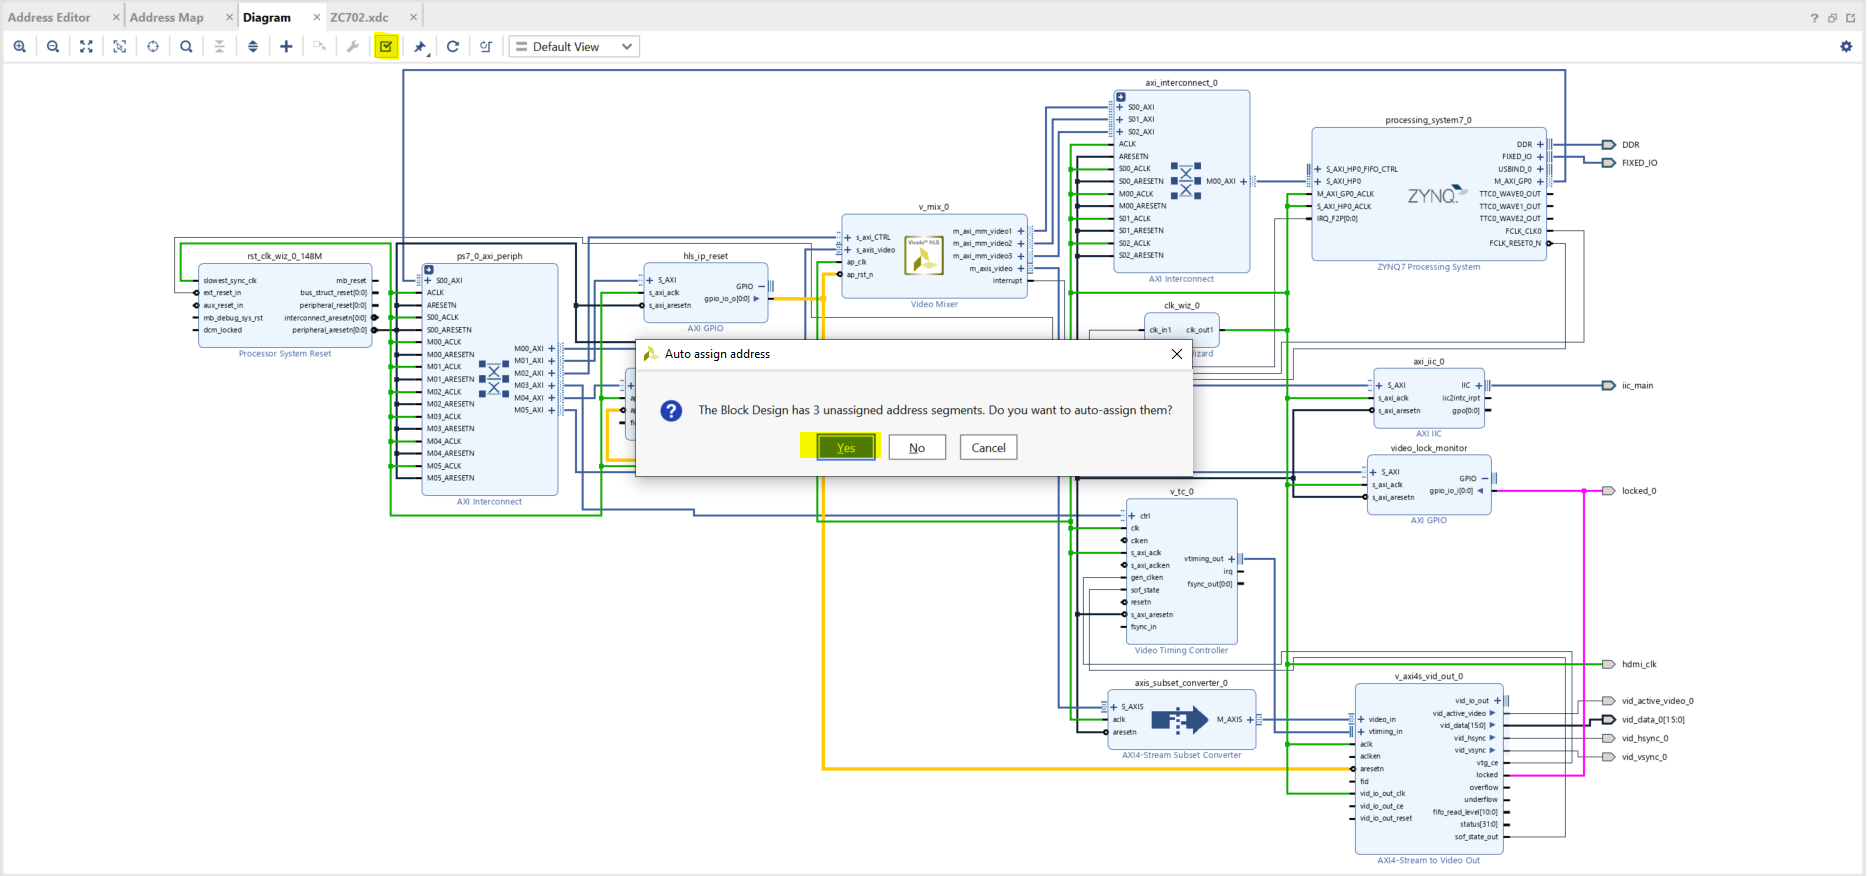 Address Editor × Address Map × Diagram × ZC702.xdc ×
Default View
rst_clk_wiz_0_148M
slowest_sync_clk mb_reset
ext_reset_in bus_struct_reset[0:0]
aux_reset_in peripheral_reset[0:0]
mb_debug_sys_rst interconnect_aresetn[0:0]
dcm_locked peripheral_aresetn[0:0]
Processor System Reset
ps7_0_axi_periph
S00_AXI
ACLK
ARESETN
S00_ACLK
S00_ARESETN
M00_ACLK
M00_ARESETN
M01_ACLK
M01_ARESETN
M02_ACLK
M02_ARESETN
M03_ACLK
M03_ARESETN
M04_ACLK
M04_ARESETN
M05_ACLK
M05_ARESETN
M00_AXI
M01_AXI
M02_AXI
M03_AXI
M04_AXI
M05_AXI
AXI Interconnect
hls_ip_reset
S_AXI
s_axi_aclk
s_axi_aresetn
GPIO
gpio_io_o[0:0]
AXI GPIO
v_mix_0
s_axi_CTRL
s_axis_video
ap_clk
ap_rst_n
Vivado™ HLS
m_axi_mm_video1
m_axi_mm_video2
m_axi_mm_video3
m_axis_video
interrupt
Video Mixer
axi_interconnect_0
S00_AXI
S01_AXI
S02_AXI
ACLK
ARESETN
S00_ACLK
S00_ARESETN
M00_ACLK
M00_ARESETN
S01_ACLK
S01_ARESETN
S02_ACLK
S02_ARESETN
M00_AXI
AXI Interconnect
processing_system7_0
S_AXI_HP0_FIFO_CTRL
S_AXI_HP0
M_AXI_GP0_ACLK
S_AXI_HP0_ACLK
IRQ_F2P[0:0]
ZYNQ
DDR
FIXED_IO
USBIND_0
M_AXI_GP0
TTC0_WAVE0_OUT
TTC0_WAVE1_OUT
TTC0_WAVE2_OUT
FCLK_CLK0
FCLK_RESET0_N
ZYNQ7 Processing System
DDR
FIXED_IO
clk_wiz_0
clk_in1 clk_out1
izard
Auto assign address
The Block Design has 3 unassigned address segments. Do you want to auto-assign them?
Yes No Cancel
axi_iic_0
S_AXI
s_axi_aclk
s_axi_aresetn
IIC
iic2intc_irpt
gpo[0:0]
AXI IIC
iic_main
video_lock_monitor
S_AXI
s_axi_aclk
s_axi_aresetn
GPIO
gpio_io_i[0:0]
AXI GPIO
locked_0
v_tc_0
ctrl
clk
clken
s_axi_aclk
s_axi_aclken
gen_clken
sof_state
resetn
s_axi_aresetn
fsync_in
vtiming_out
irq
fsync_out[0:0]
Video Timing Controller
axis_subset_converter_0
S_AXIS
aclk
aresetn
M_AXIS
AXI4-Stream Subset Converter
v_axi4s_vid_out_0
video_in
vtiming_in
aclk
aclken
aresetn
fid
vid_io_out_clk
vid_io_out_ce
vid_io_out_reset
vid_io_out
vid_active_video
vid_data[15:0]
vid_hsync
vid_vsync
vtg_ce
locked
overflow
underflow
fifo_read_level[10:0]
status[31:0]
sof_state_out
AXI4-Stream to Video Out
hdmi_clk
vid_active_video_0
vid_data_0[15:0]
vid_hsync_0
vid_vsync_0